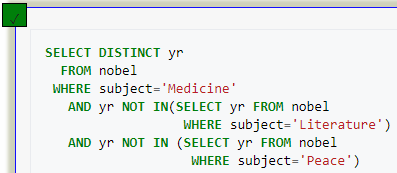 ✓
SELECT DISTINCT yr
FROM nobel
WHERE subject='Medicine'
AND yr NOT IN(SELECT yr FROM nobel
WHERE subject='Literature')
AND yr NOT IN (SELECT yr FROM nobel
WHERE subject='Peace')